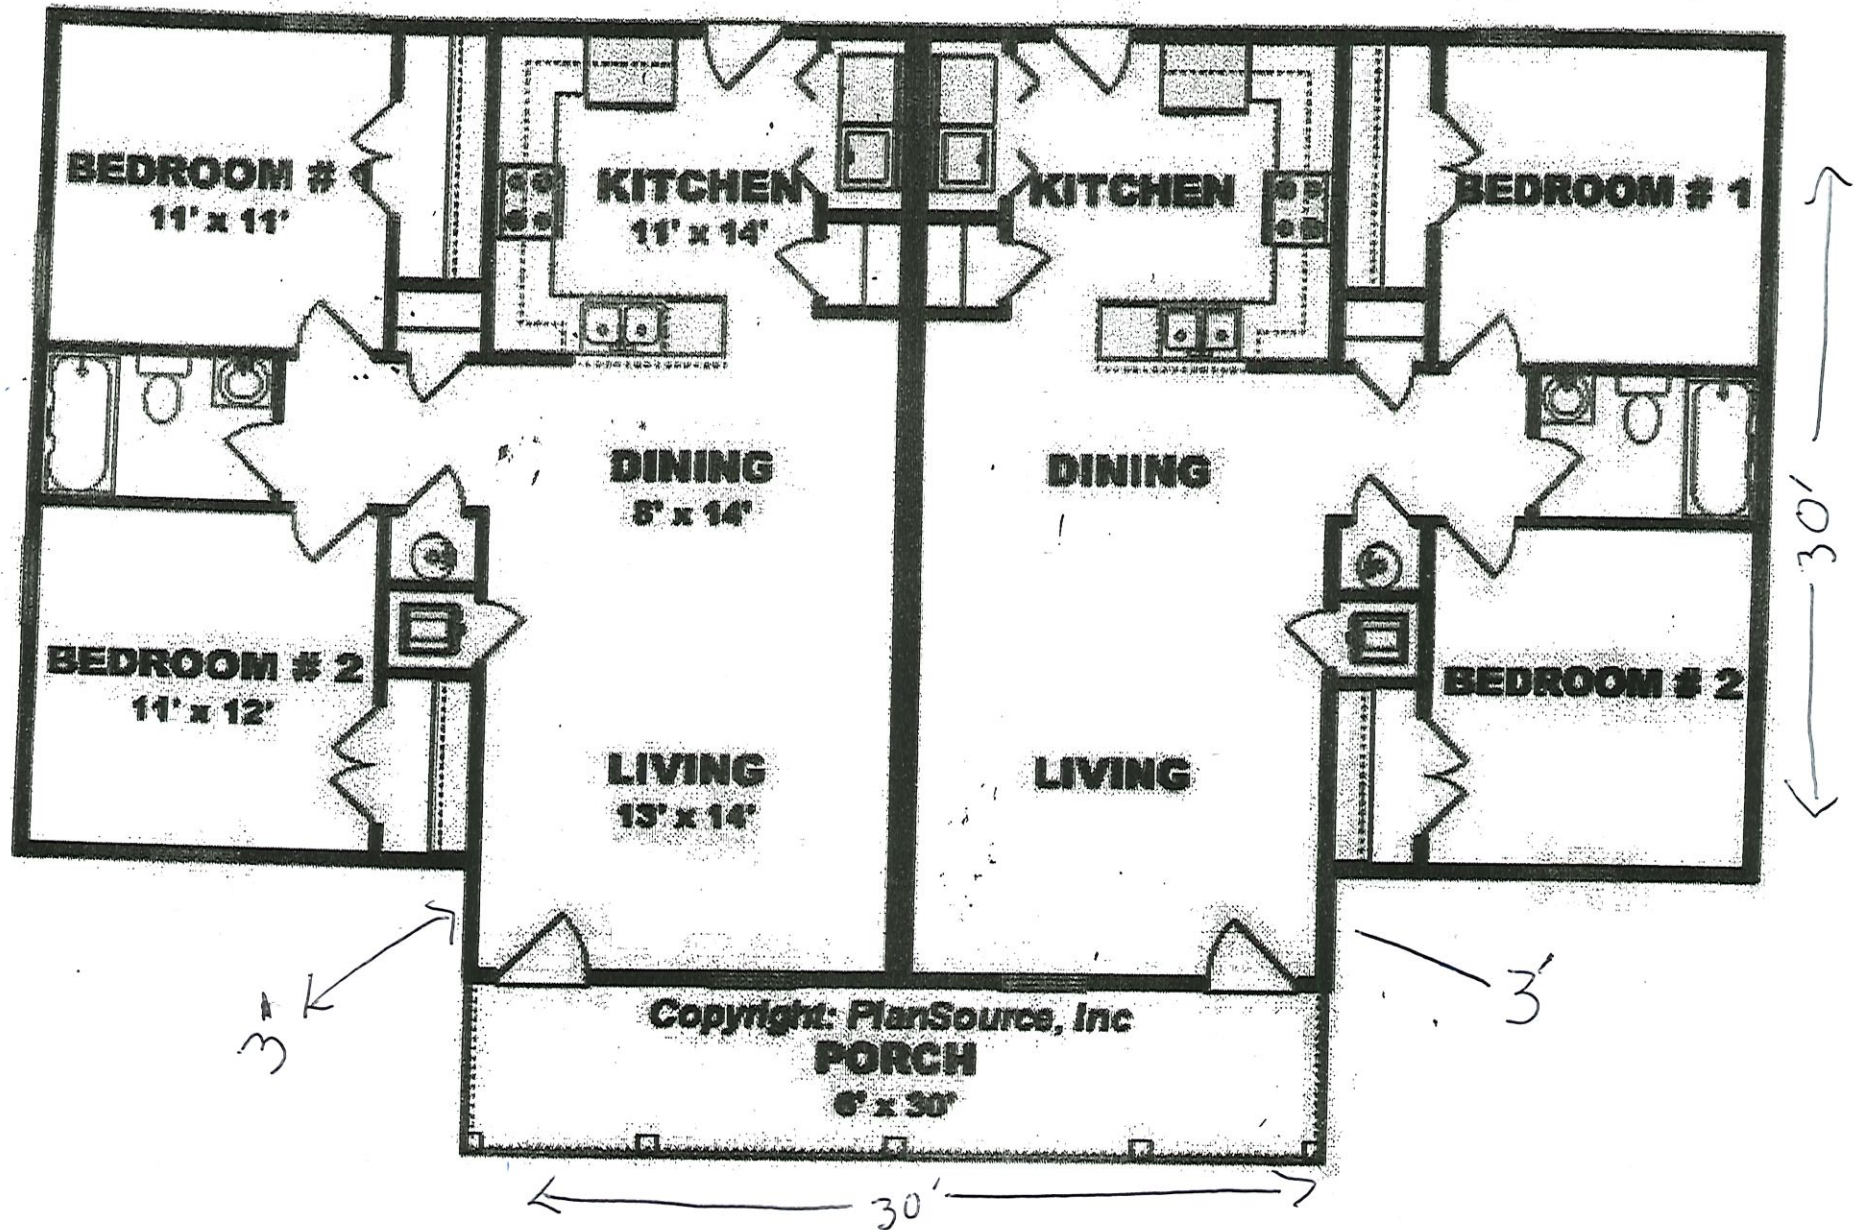 BEDROOM # 1
11' x 11'
KITCHEN
11' x 14'
KITCHEN
BEDROOM # 1
DINING
8' x 14'
DINING
30'
BEDROOM # 2
11' x 12'
BEDROOM # 2
LIVING
13' x 14'
LIVING
3'
3'
Copyright: PlanSource, Inc
PORCH
6' x 30'
30'